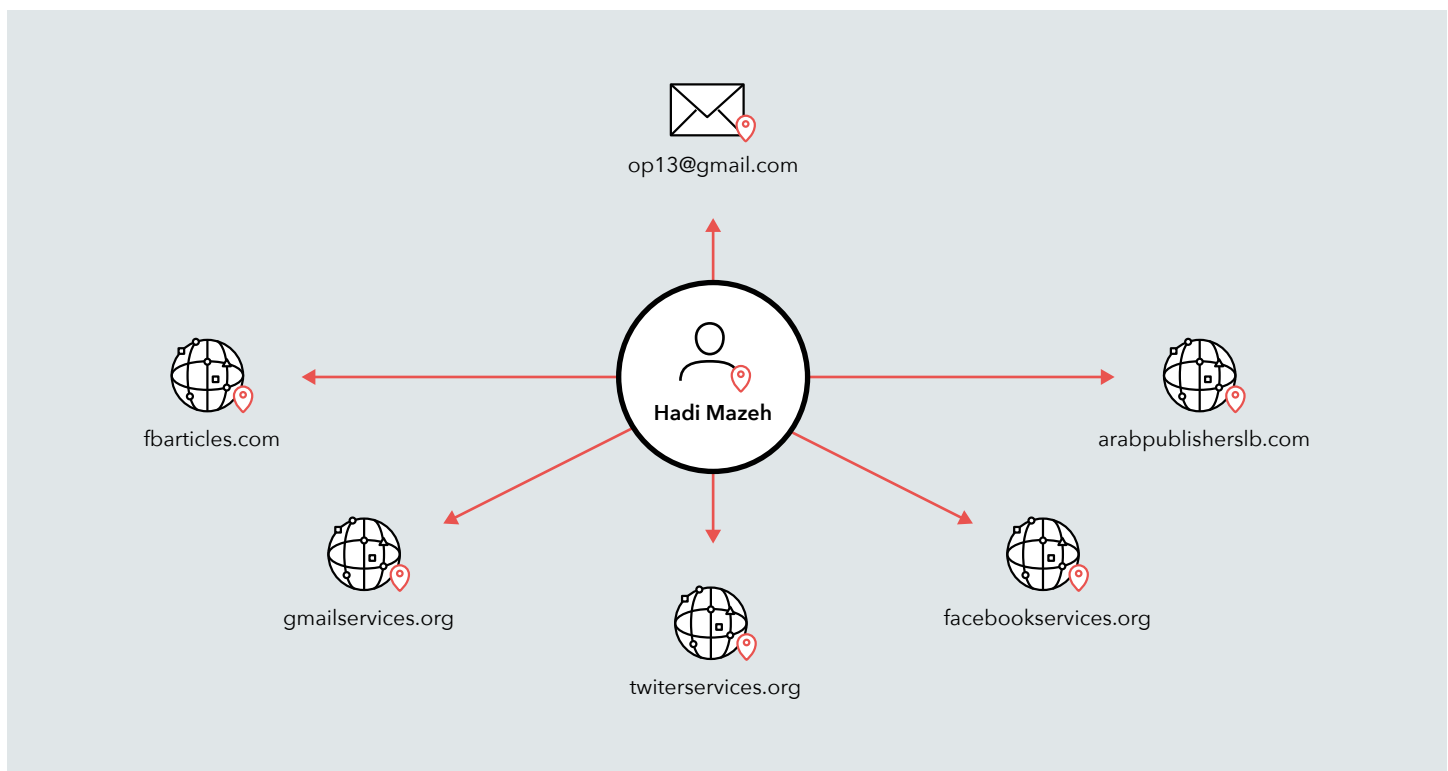 op13@gmail.com
Hadi Mazeh
fbarticles.com
arabpublisherslb.com
gmailservices.org
facebookservices.org
twiterservices.org